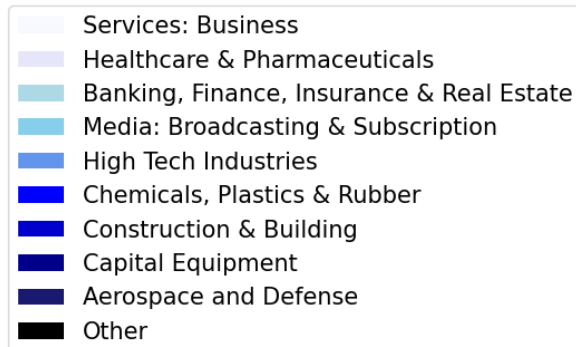 Services: Business
Healthcare & Pharmaceuticals
Banking, Finance, Insurance & Real Estate
Media: Broadcasting & Subscription
High Tech Industries
Chemicals, Plastics & Rubber
Construction & Building
Capital Equipment
Aerospace and Defense
Other